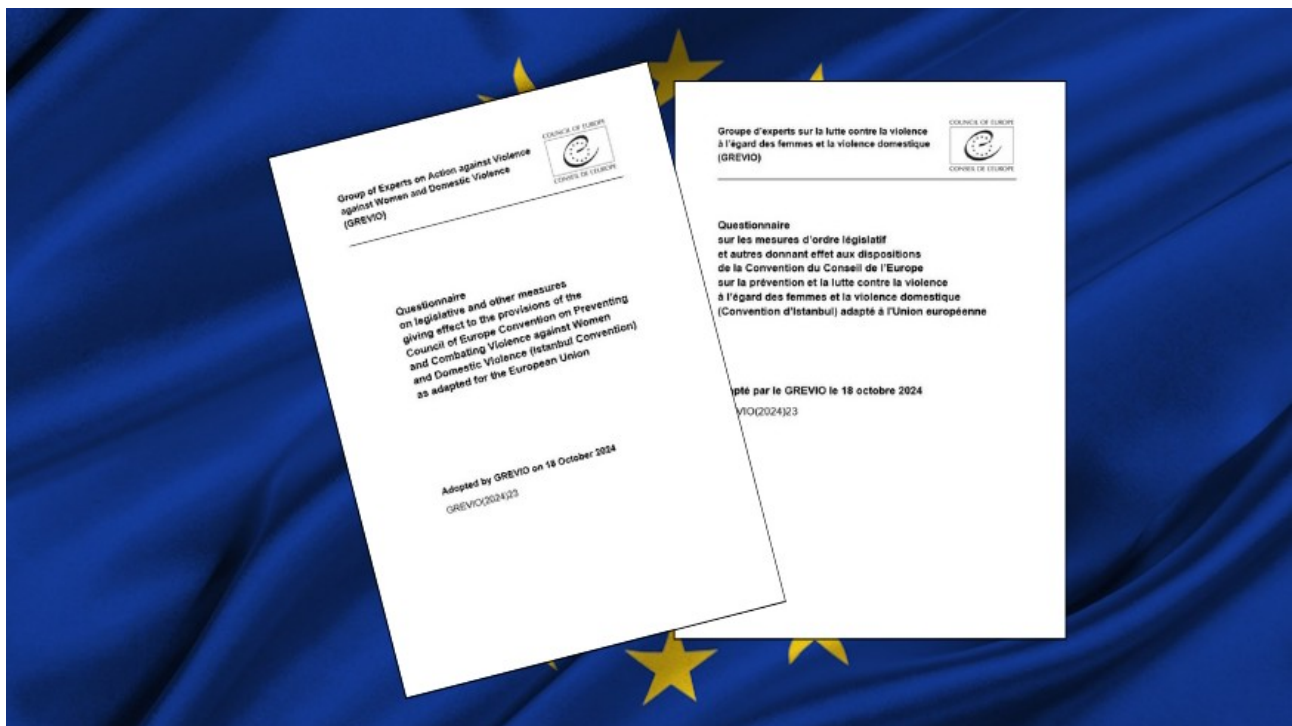 Group of Experts on Action against Violence
against Women and Domestic Violence
(GREVIO)
COUNCIL OF EUROPE
CONSEIL DE L'EUROPE
Questionnaire
on legislative and other measures
giving effect to the provisions of the
Council of Europe Convention on Preventing
and Combating Violence against Women
and Domestic Violence (Istanbul Convention)
as adapted for the European Union
Adopted by GREVIO on 18 October 2024
GREVIO(2024)23
Groupe d'experts sur la lutte contre la violence
à l'égard des femmes et la violence domestique
(GREVIO)
COUNCIL OF EUROPE
CONSEIL DE L'EUROPE
Questionnaire
sur les mesures d'ordre législatif
et autres donnant effet aux dispositions
de la Convention du Conseil de l'Europe
sur la prévention et la lutte contre la violence
à l'égard des femmes et la violence domestique
(Convention d'Istanbul) adapté à l'Union européenne
par le GREVIO le 18 octobre 2024
(2024)23